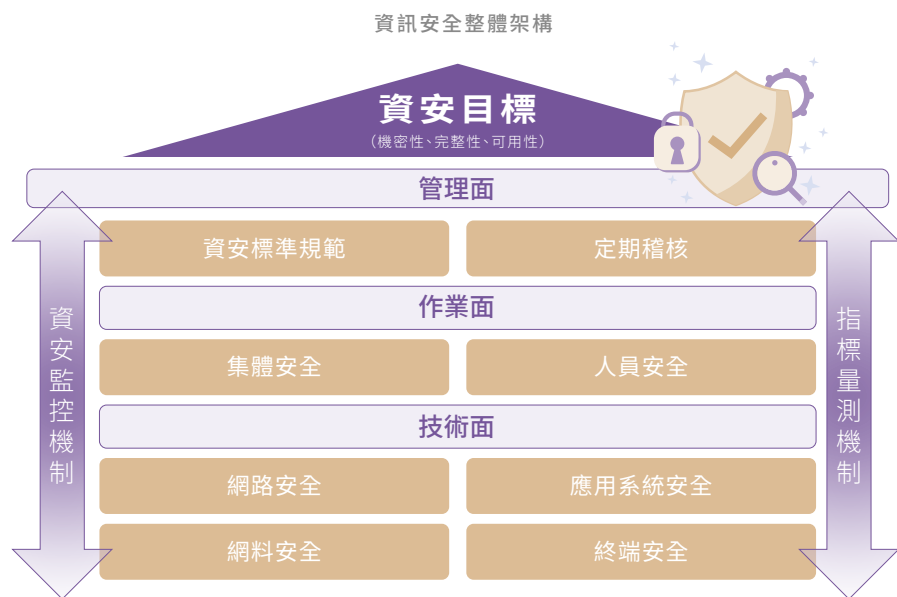 資訊安全整體架構
資安目標
(機密性、完整性、可用性)
管理面
資安標準規範
定期稽核
作業面
集體安全
人員安全
技術面
網路安全
應用系統安全
網料安全
終端安全
資安監控機制
指標量測機制